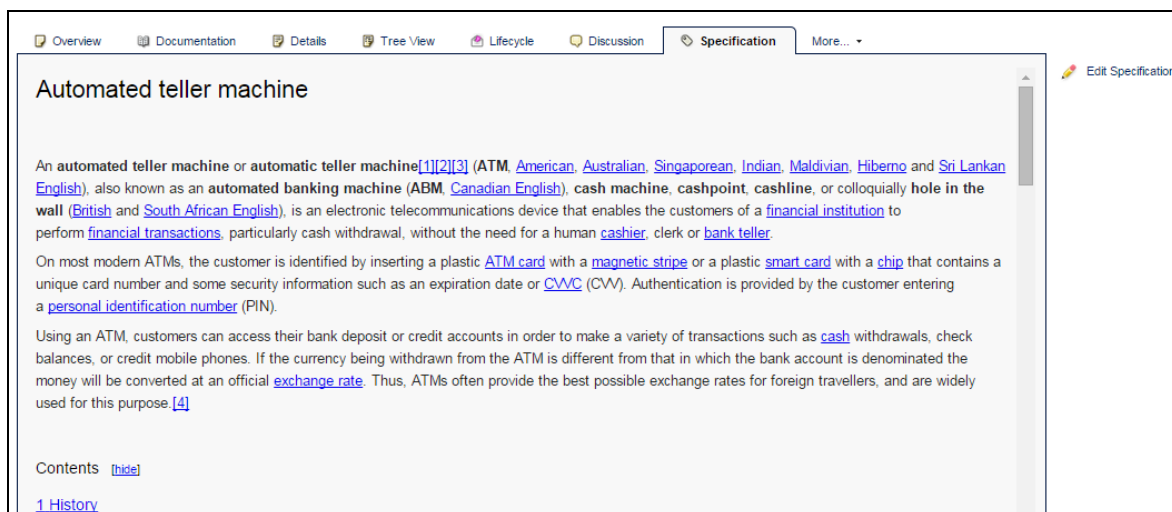 Overview Documentation Details Tree View Lifecycle Discussion Specification More...
Edit Specification
Automated teller machine
An automated teller machine or automatic teller machine[1][2][3] (ATM, American, Australian, Singaporean, Indian, Maldivian, Hiberno and Sri Lankan
English), also known as an automated banking machine (ABM, Canadian English), cash machine, cashpoint, cashline, or colloquially hole in the
wall (British and South African English), is an electronic telecommunications device that enables the customers of a financial institution to
perform financial transactions, particularly cash withdrawal, without the need for a human cashier, clerk or bank teller.
On most modern ATMs, the customer is identified by inserting a plastic ATM card with a magnetic stripe or a plastic smart card with a chip that contains a
unique card number and some security information such as an expiration date or CVVC (CVV). Authentication is provided by the customer entering
a personal identification number (PIN).
Using an ATM, customers can access their bank deposit or credit accounts in order to make a variety of transactions such as cash withdrawals, check
balances, or credit mobile phones. If the currency being withdrawn from the ATM is different from that in which the bank account is denominated the
money will be converted at an official exchange rate. Thus, ATMs often provide the best possible exchange rates for foreign travellers, and are widely
used for this purpose.[4]
Contents [hide]
1 History